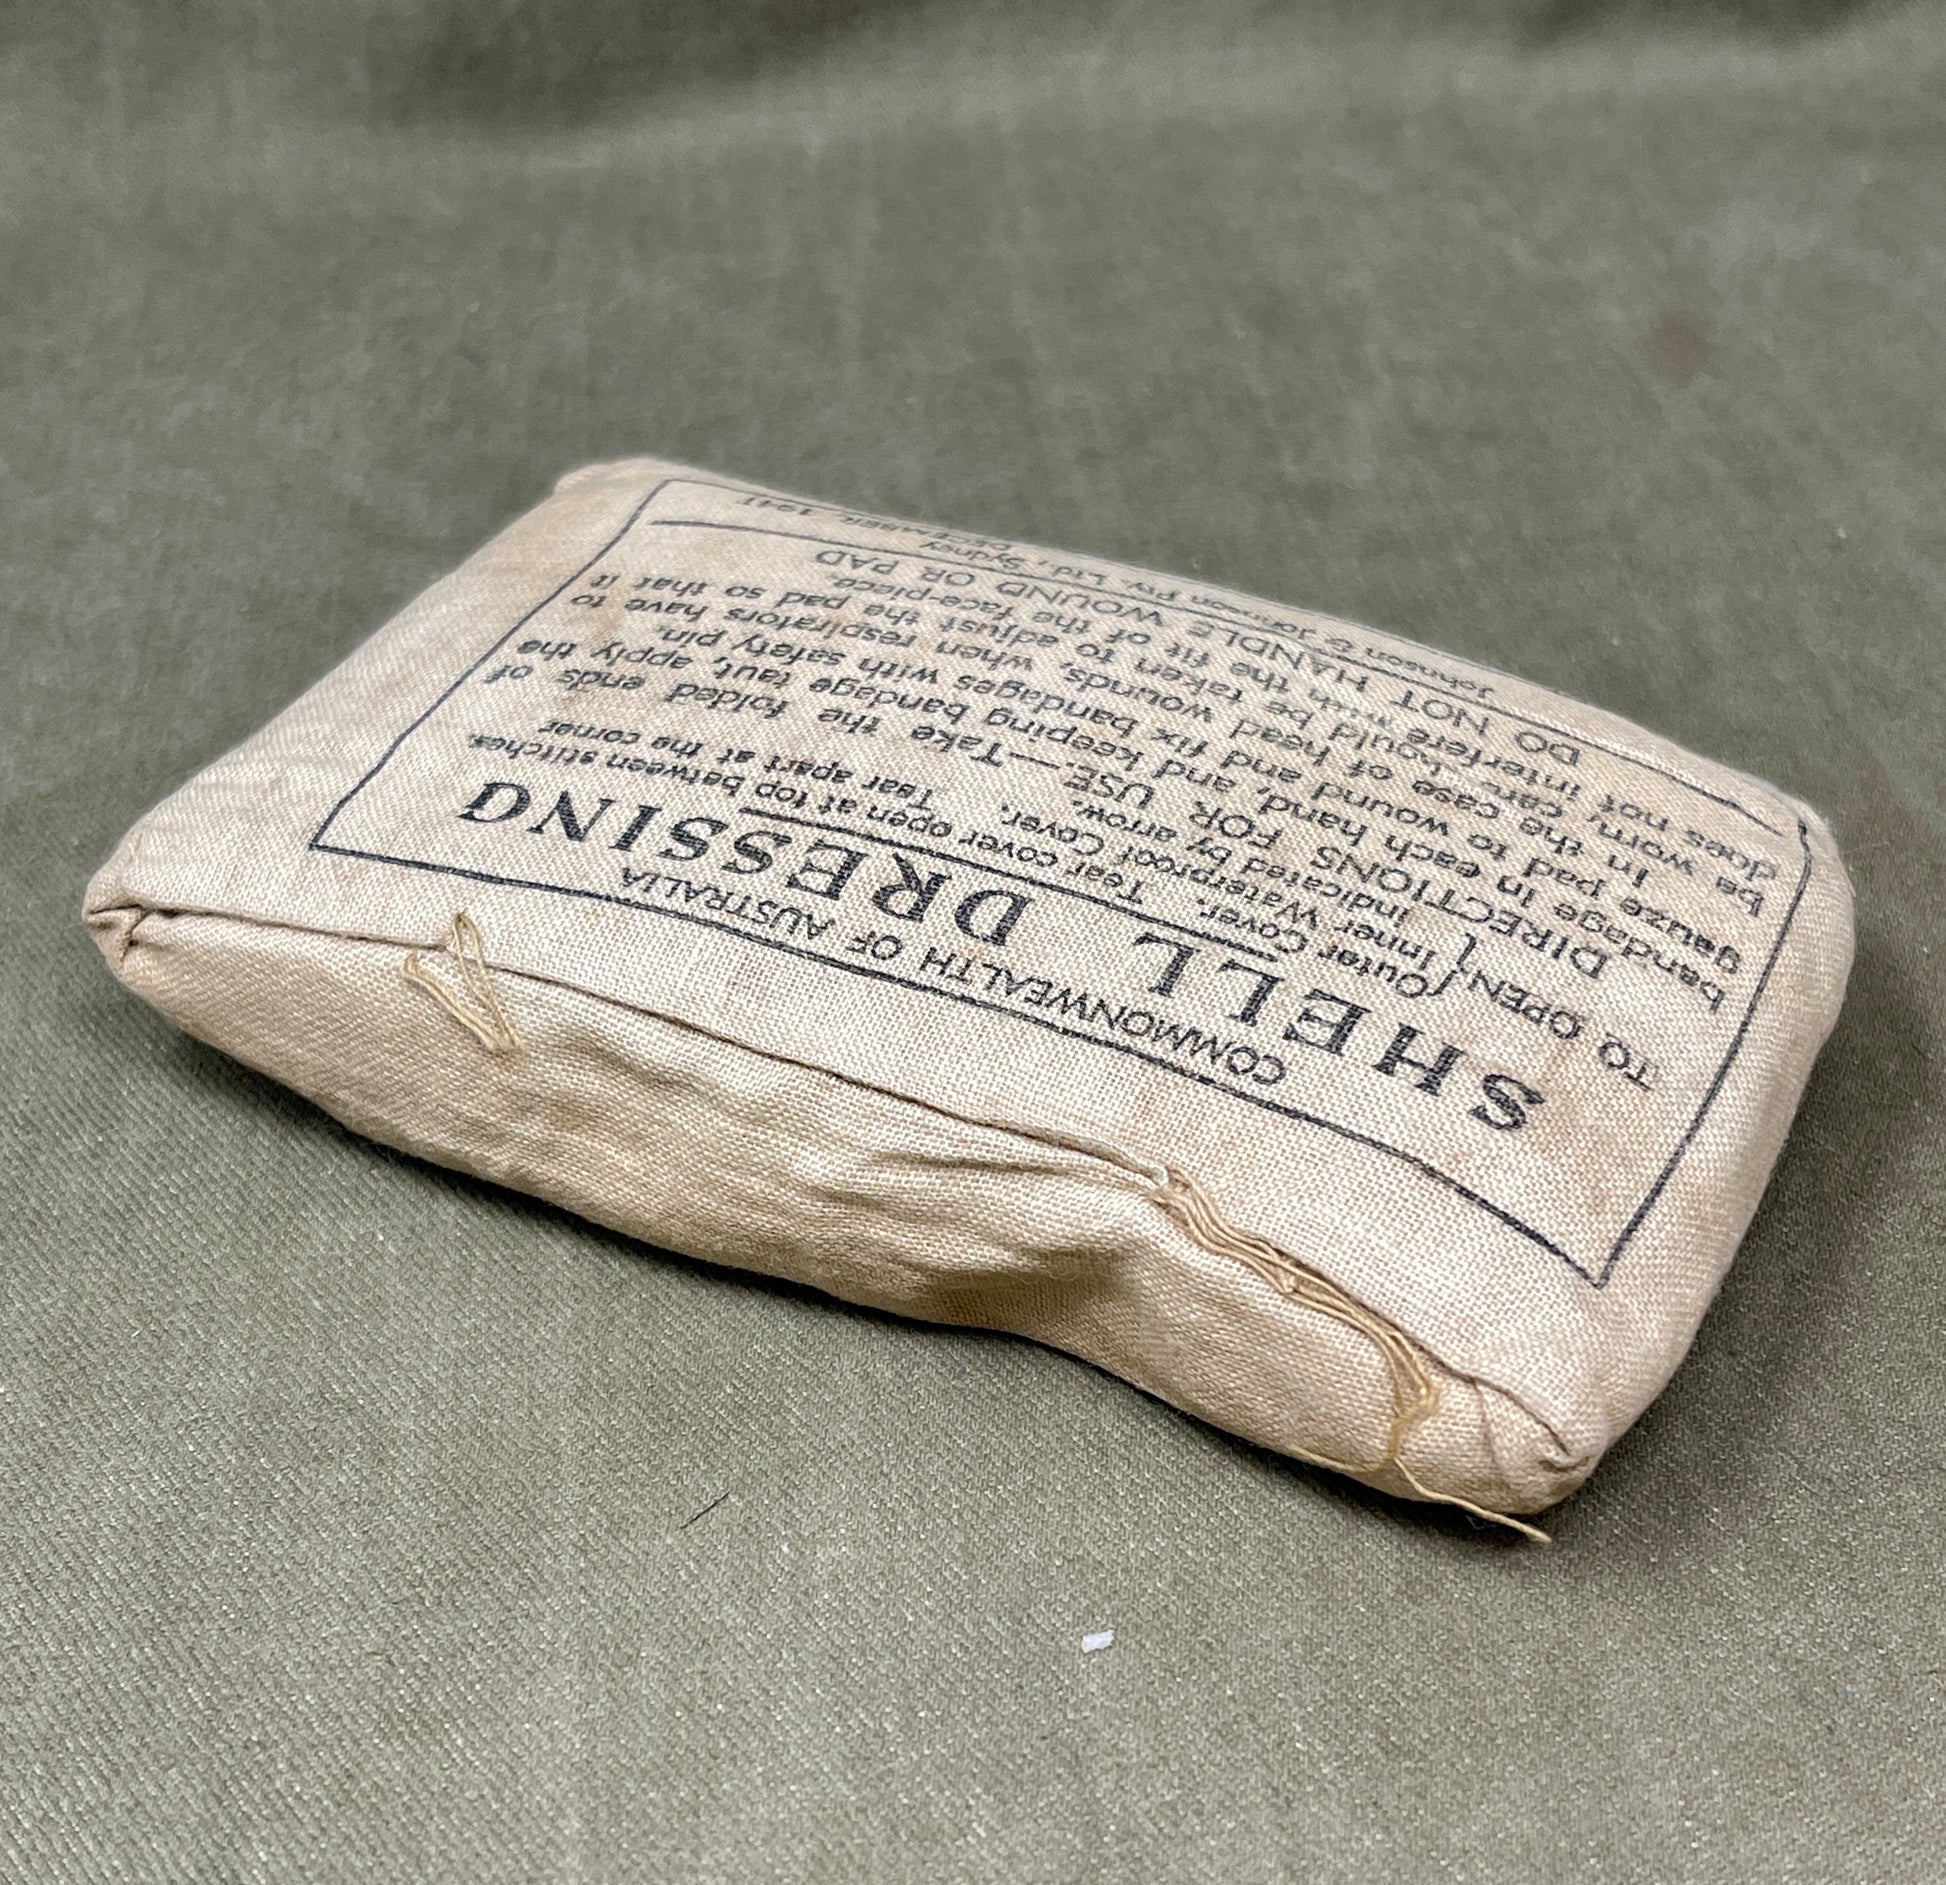 COMMONWEALTH OF AUSTRALIA
SHELL DRESSING
TO OPEN { Outer Cover. Tear cover open at top between stitches.
Inner Waterproof Cover. Tear apart at the corner
indicated by arrow.
DIRECTIONS FOR USE.—Take the folded ends of
bandage in each hand, and keeping bandage taut, apply the
gauze pad to wound and fix bandages with safety pin.
In the case of head wounds, when respirators have to
be worn, care should be taken to adjust the pad so that it
does not interfere with the fit of the face-piece.
DO NOT HANDLE WOUND OR PAD
Johnson & Johnson Pty. Ltd., Sydney
DECEMBER, 1941